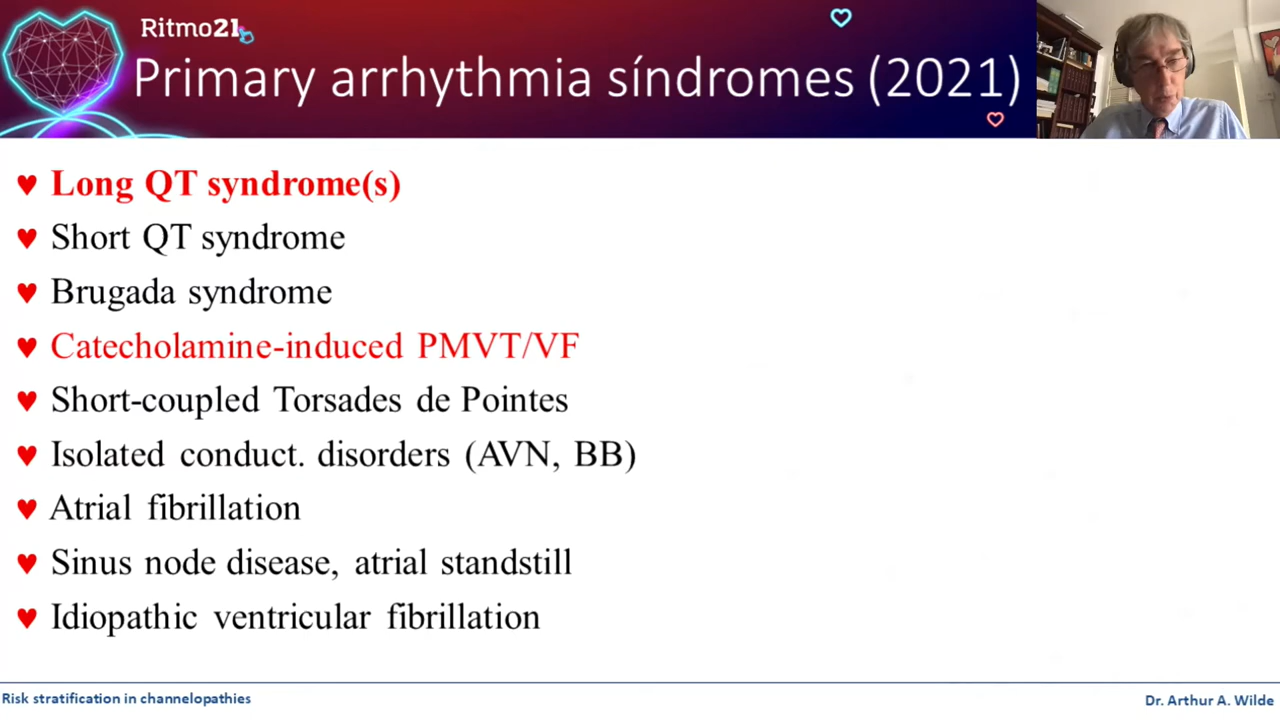 Ritmo21
Primary arrhythmia síndromes (2021)
Long QT syndrome(s)
Short QT syndrome
Brugada syndrome
Catecholamine-induced PMVT/VF
Short-coupled Torsades de Pointes
Isolated conduct. disorders (AVN, BB)
Atrial fibrillation
Sinus node disease, atrial standstill
Idiopathic ventricular fibrillation
Risk stratification in channelopathies
Dr. Arthur A. Wilde